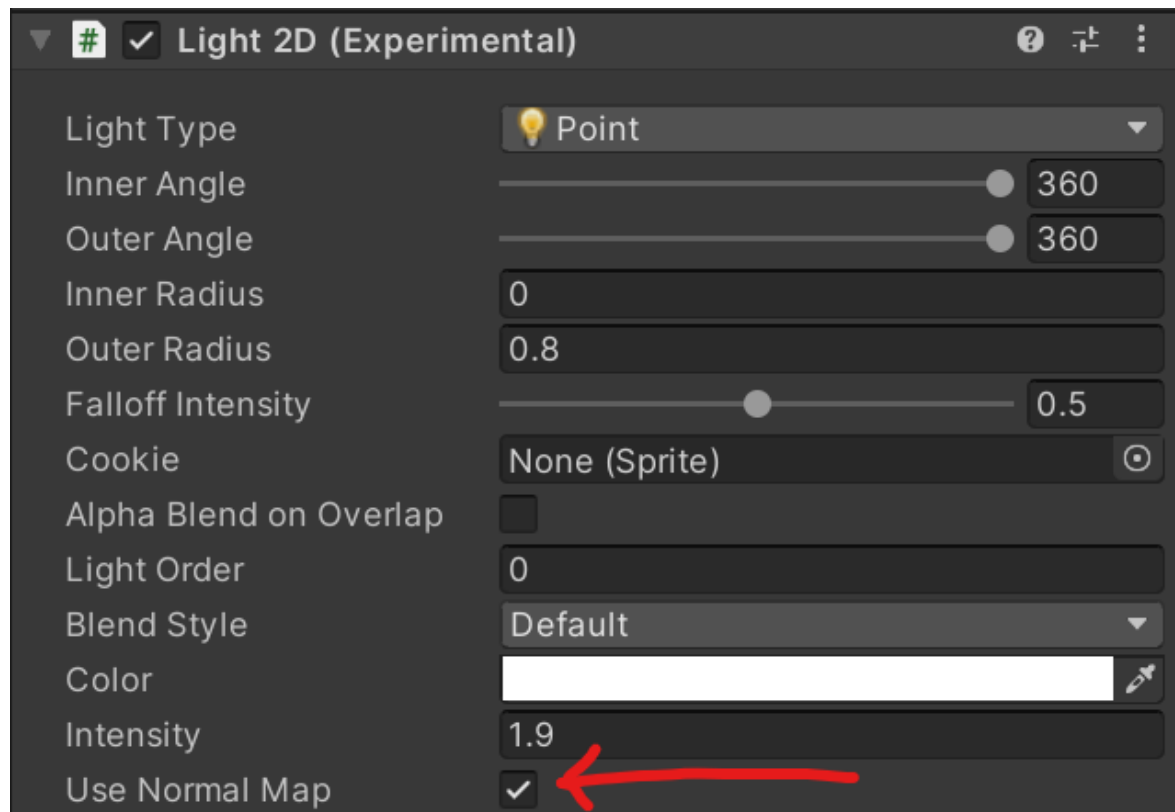 # Light 2D (Experimental)
Light Type Point
Inner Angle 360
Outer Angle 360
Inner Radius 0
Outer Radius 0.8
Falloff Intensity 0.5
Cookie None (Sprite)
Alpha Blend on Overlap
Light Order 0
Blend Style Default
Color
Intensity 1.9
Use Normal Map